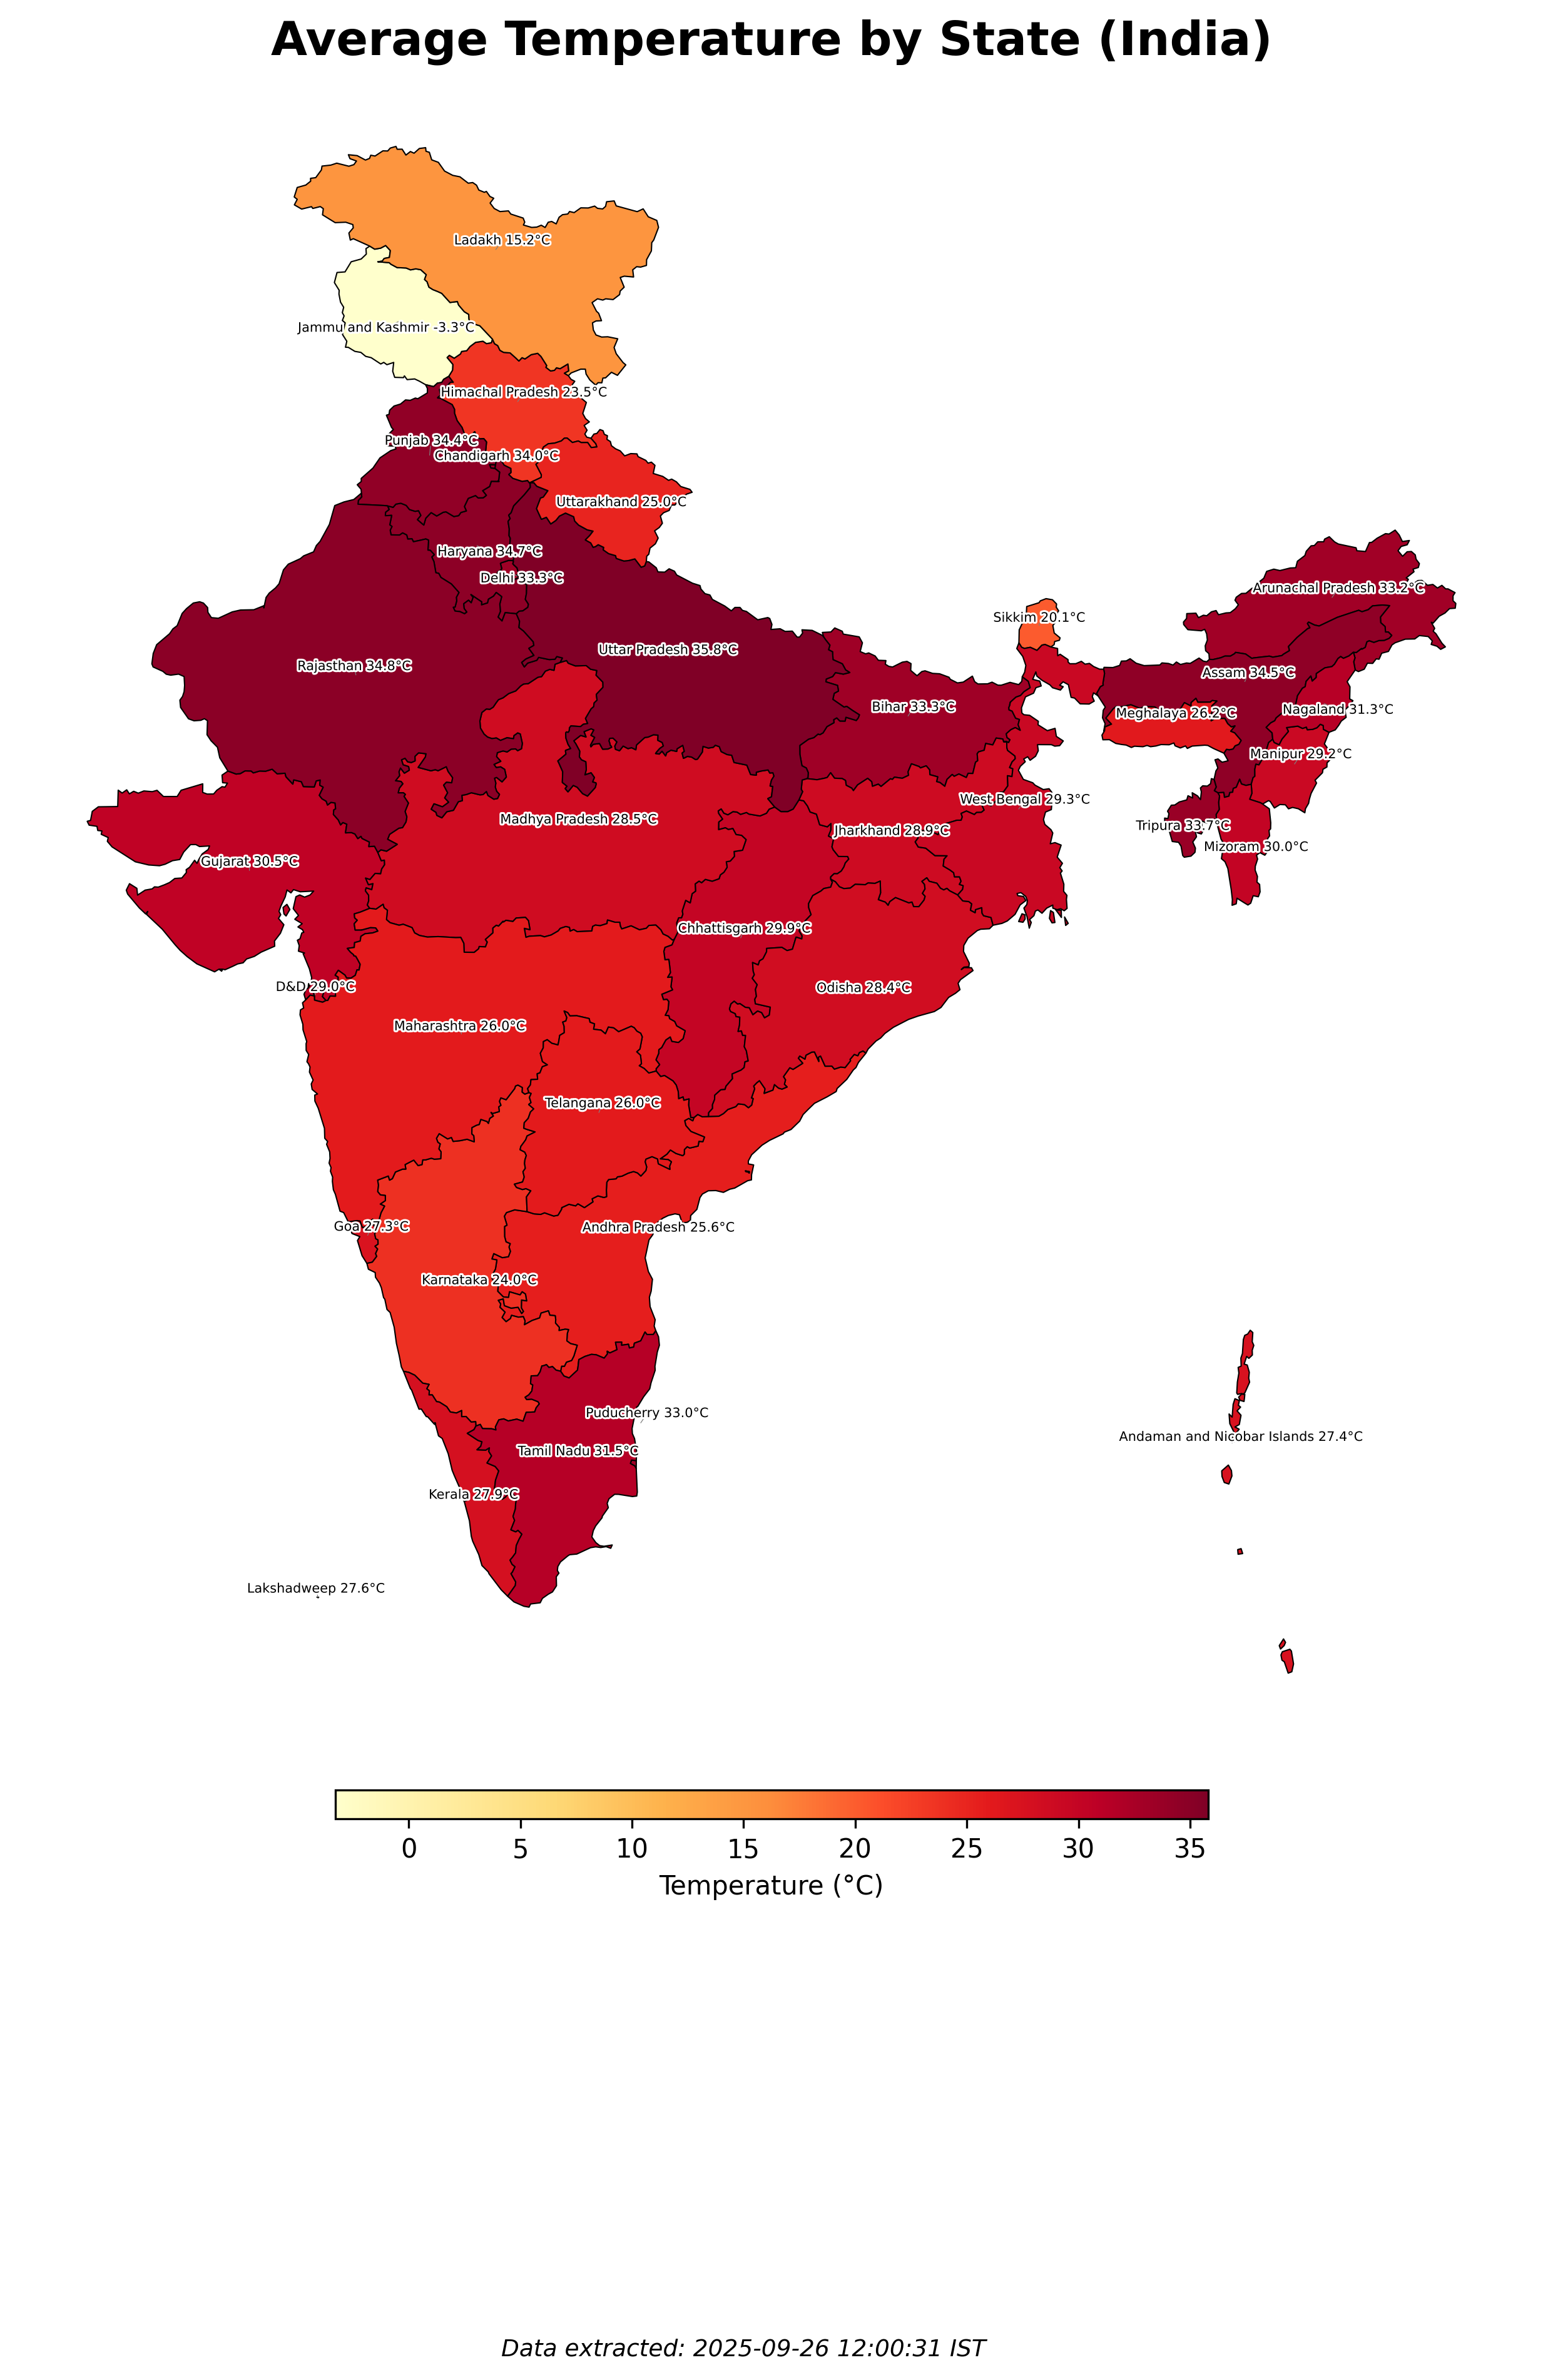 Average Temperature by State (India)
Ladakh 15.2°C
Jammu and Kashmir -3.3°C
Himachal Pradesh 23.5°C
Punjab 34.4°C
Chandigarh 34.0°C
Uttarakhand 25.0°C
Haryana 34.7°C
Delhi 33.3°C
Arunachal Pradesh 33.2°C
Sikkim 20.1°C
Uttar Pradesh 35.8°C
Rajasthan 34.8°C
Assam 34.5°C
Bihar 33.3°C
Nagaland 31.3°C
Meghalaya 26.2°C
Manipur 29.2°C
West Bengal 29.3°C
Madhya Pradesh 28.5°C
Tripura 33.7°C
Jharkhand 28.9°C
Mizoram 30.0°C
Gujarat 30.5°C
Chhattisgarh 29.9°C
D&D 29.0°C
Odisha 28.4°C
Maharashtra 26.0°C
Telangana 26.0°C
Goa 27.3°C
Andhra Pradesh 25.6°C
Karnataka 24.0°C
Puducherry 33.0°C
Andaman and Nicobar Islands 27.4°C
Tamil Nadu 31.5°C
Kerala 27.9°C
Lakshadweep 27.6°C
0 5 10 15 20 25 30 35
Temperature (°C)
Data extracted: 2025-09-26 12:00:31 IST